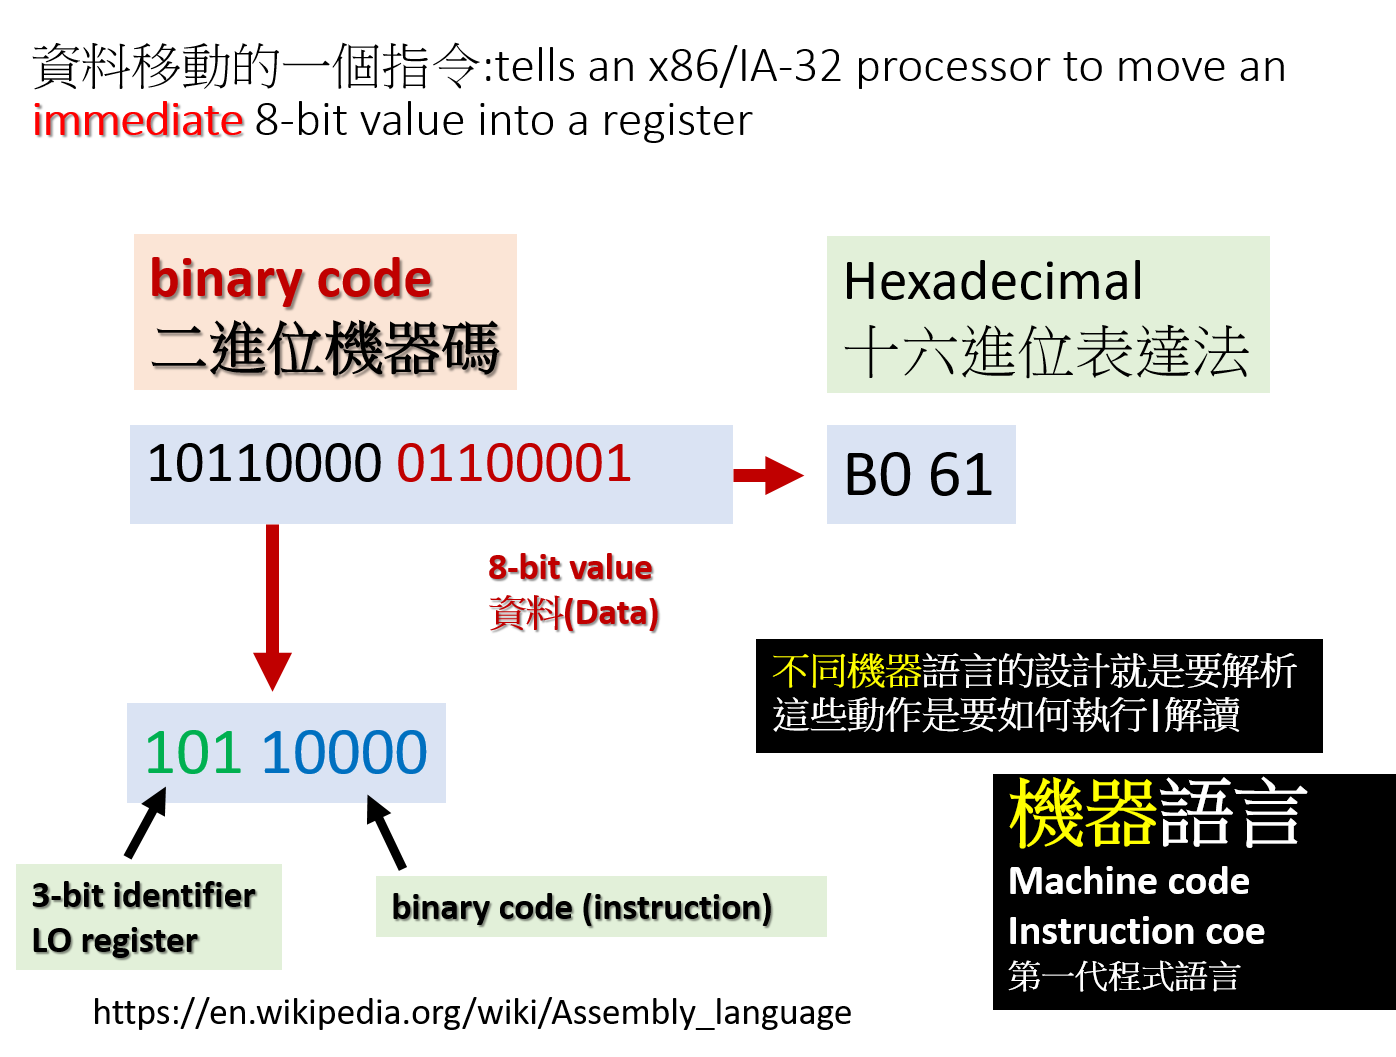 資料移動的一個指令:tells an x86/IA-32 processor to move an
immediate 8-bit value into a register
binary code
二進位機器碼
Hexadecimal
十六進位表達法
10110000 01100001
B0 61
8-bit value
資料(Data)
不同機器語言的設計就是要解析
這些動作是要如何執行|解讀
101 10000
機器語言
Machine code
Instruction coe
第一代程式語言
3-bit identifier
LO register
binary code (instruction)
https://en.wikipedia.org/wiki/Assembly_language